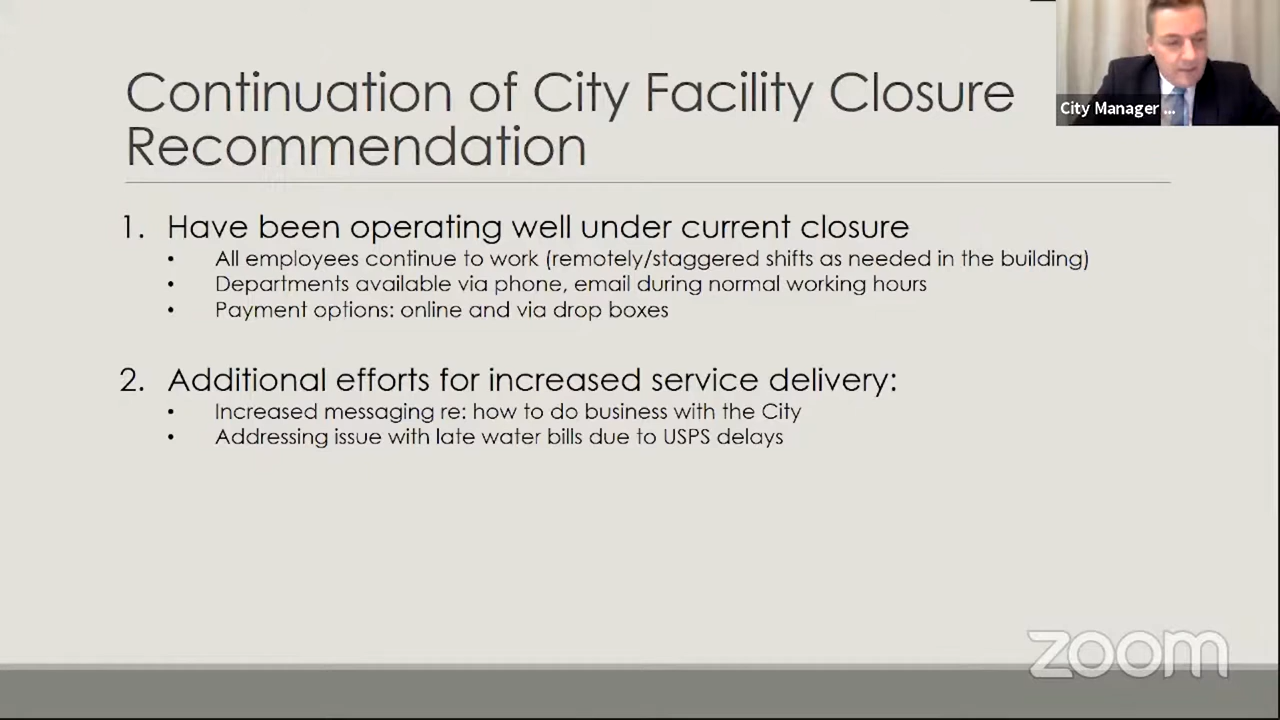 Continuation of City Facility Closure
Recommendation
City Manager ...
1. Have been operating well under current closure
• All employees continue to work (remotely/staggered shifts as needed in the building)
• Departments available via phone, email during normal working hours
• Payment options: online and via drop boxes
2. Additional efforts for increased service delivery:
• Increased messaging re: how to do business with the City
• Addressing issue with late water bills due to USPS delays
zoom